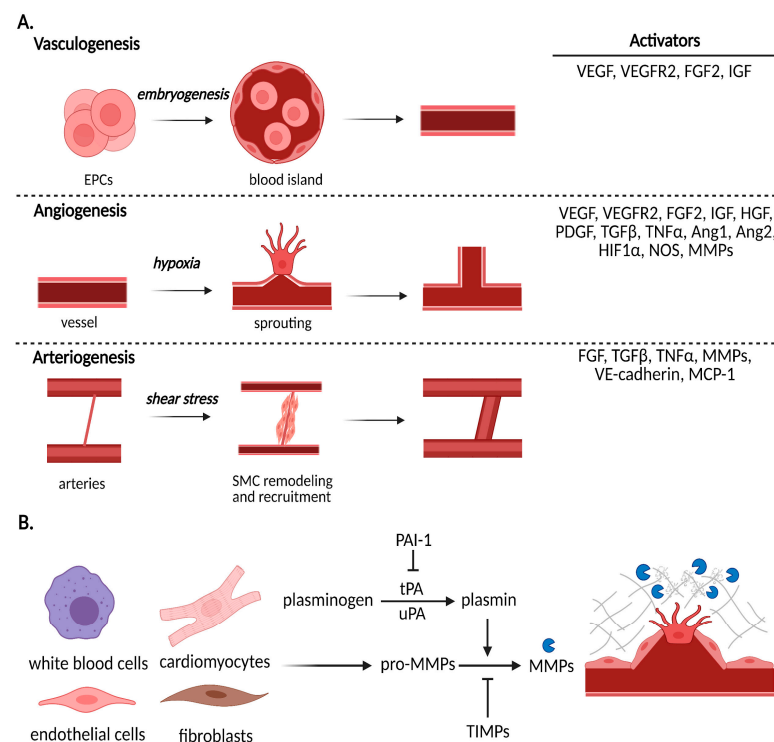 A.
Vasculogenesis
Activators
VEGF, VEGFR2, FGF2, IGF
embryogenesis
EPCs
blood island
Angiogenesis
VEGF, VEGFR2, FGF2, IGF, HGF,
PDGF, TGFβ, TNFα, Ang1, Ang2,
HIF1α, NOS, MMPs
hypoxia
vessel
sprouting
Arteriogenesis
FGF, TGFβ, TNFα, MMPs,
VE-cadherin, MCP-1
shear stress
arteries
SMC remodeling
and recruitment
B.
PAI-1
plasminogen
tPA
uPA
plasmin
white blood cells
cardiomyocytes
pro-MMPs
MMPs
endothelial cells
fibroblasts
TIMPs